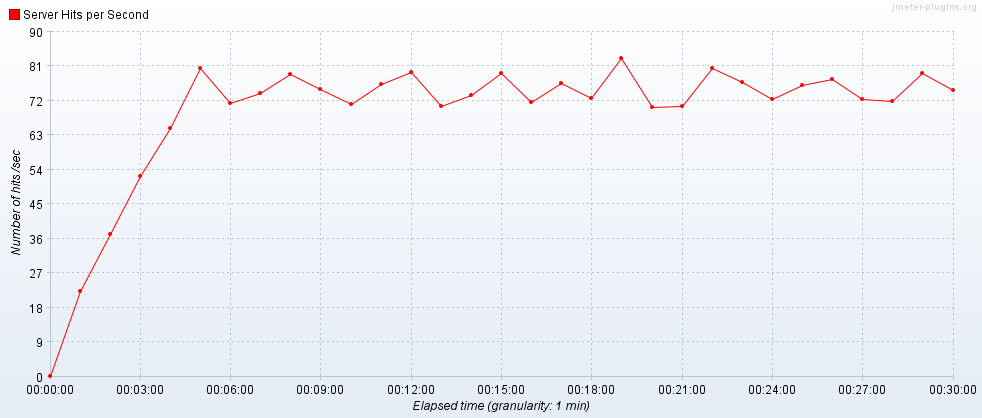 jmeter-plugins.org
Server Hits per Second
90
81
72
63
54
45
36
27
18
9
0
Number of hits /sec
00:00:00 00:03:00 00:06:00 00:09:00 00:12:00 00:15:00 00:18:00 00:21:00 00:24:00 00:27:00 00:30:00
Elapsed time (granularity: 1 min)